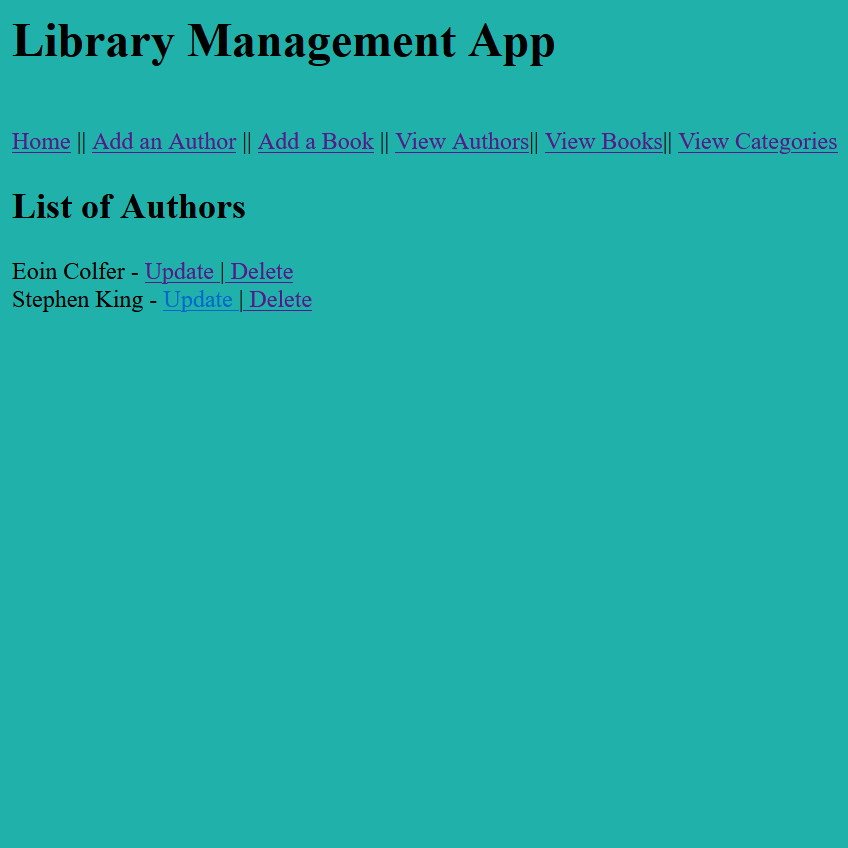 Library Management App
Home || Add an Author || Add a Book || View Authors|| View Books|| View Categories
List of Authors
Eoin Colfer - Update | Delete
Stephen King - Update | Delete